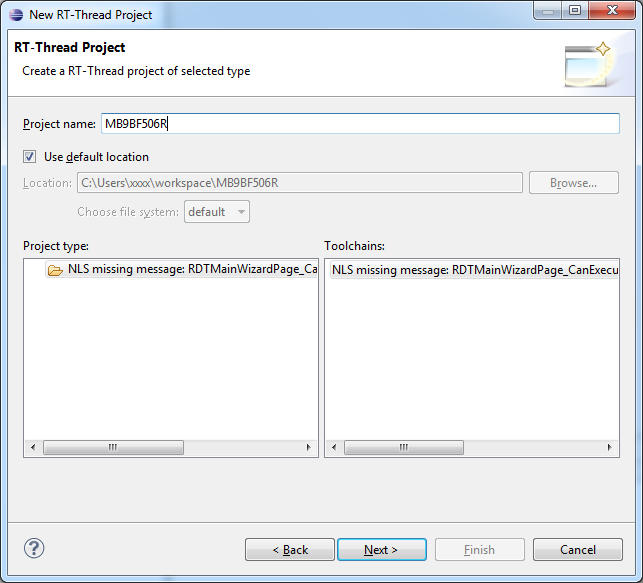 New RT-Thread Project
RT-Thread Project
Create a RT-Thread project of selected type
Project name: MB9BF506R
Use default location
Location: C:\Users\xxxx\workspace\MB9BF506R Browse...
Choose file system: default
Project type: Toolchains:
NLS missing message: RDTMainWizardPage_Ca NLS missing message: RDTMainWizardPage_CanExecu
< Back Next > Finish Cancel